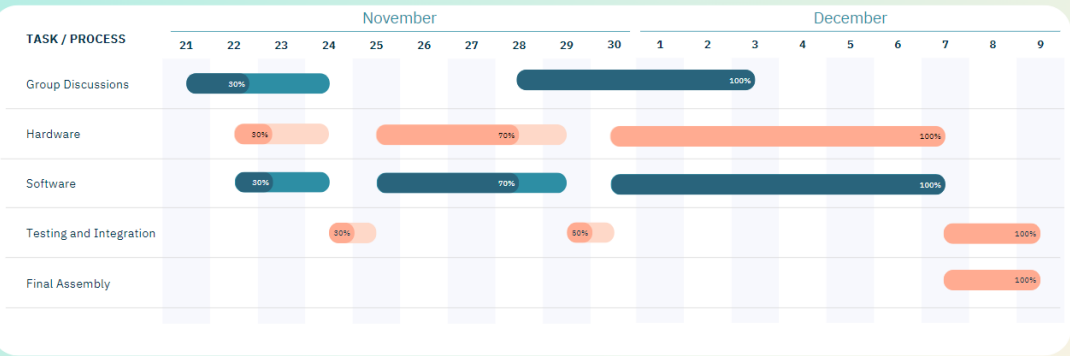 November December
TASK / PROCESS
21 22 23 24 25 26 27 28 29 30 1 2 3 4 5 6 7 8 9
Group Discussions 30% 100%
Hardware 30% 70% 100%
Software 30% 70% 100%
Testing and Integration 30% 50% 100%
Final Assembly 100%